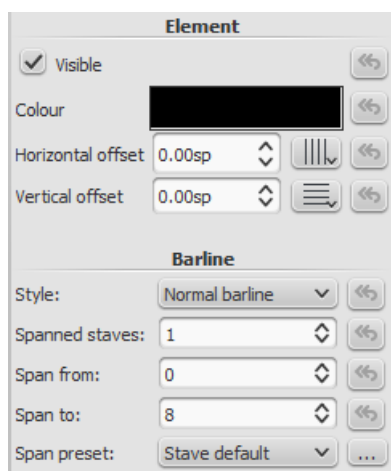 Element
Visible
Colour
Horizontal offset 0.00sp
Vertical offset 0.00sp
Barline
Style: Normal barline
Spanned staves: 1
Span from: 0
Span to: 8
Span preset: Stave default ...